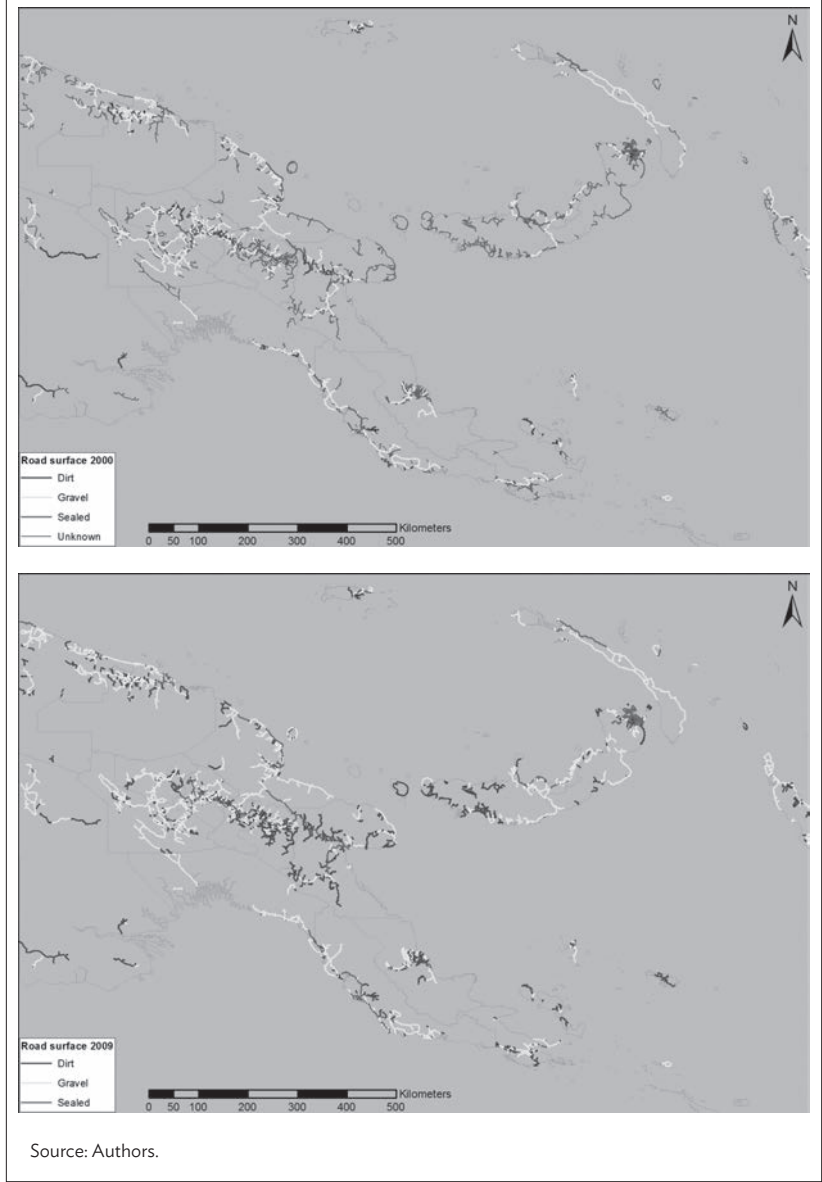 N
Road surface 2000
Dirt
Gravel
Sealed
Unknown
Kilometers
0 50 100 200 300 400 500
N
Road surface 2009
Dirt
Gravel
Sealed
Kilometers
0 50 100 200 300 400 500
Source: Authors.